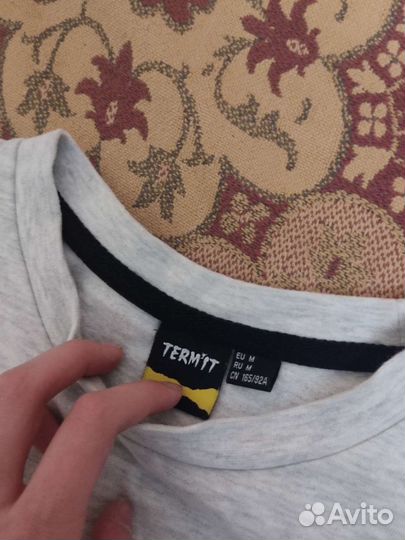 TERM'IT
EU M
RU M
CN 165/92A
Avito